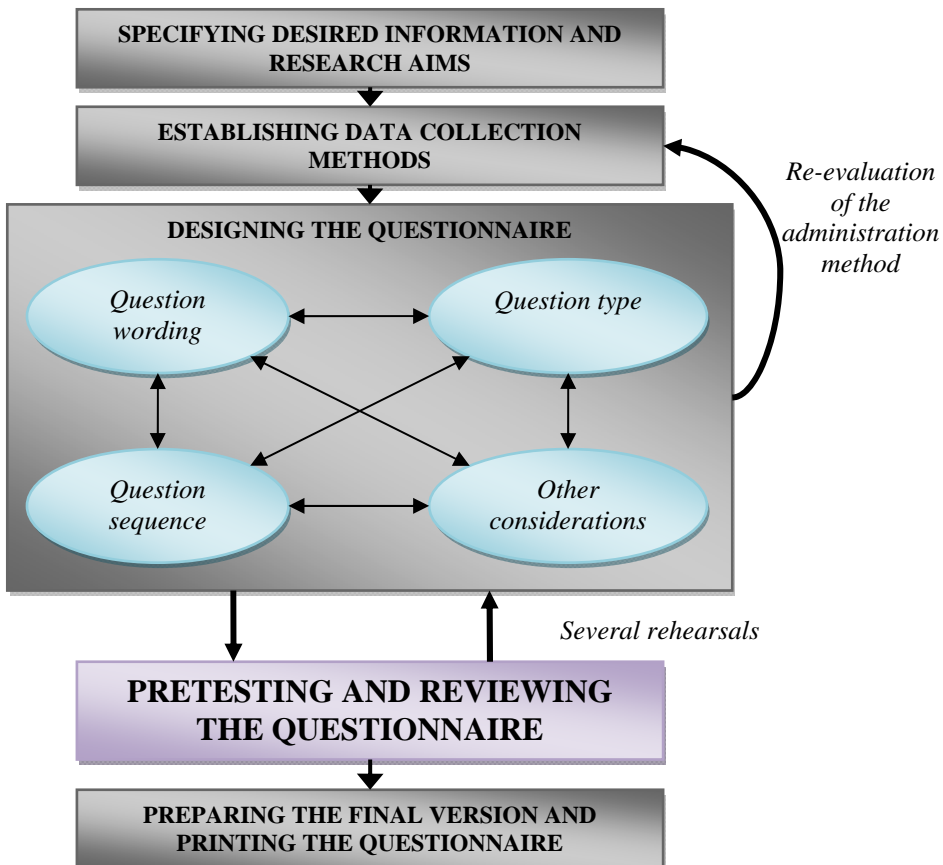 SPECIFYING DESIRED INFORMATION AND
RESEARCH AIMS
ESTABLISHING DATA COLLECTION
METHODS
Re-evaluation
of the
administration
method
DESIGNING THE QUESTIONNAIRE
Question
wording
Question type
Question
sequence
Other
considerations
Several rehearsals
PRETESTING AND REVIEWING
THE QUESTIONNAIRE
PREPARING THE FINAL VERSION AND
PRINTING THE QUESTIONNAIRE